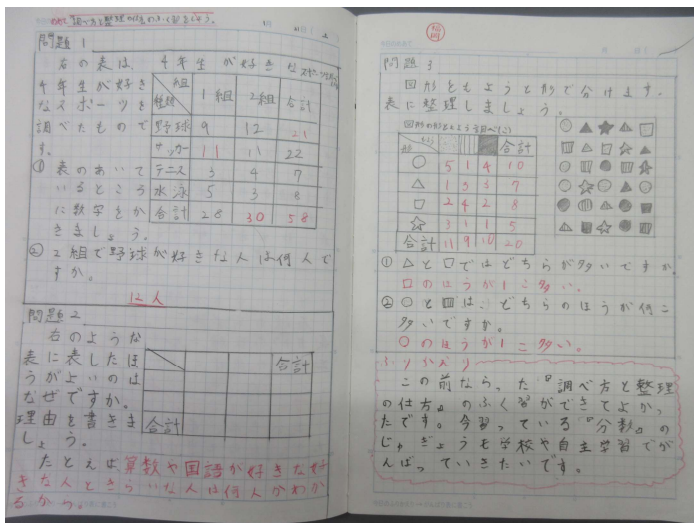 問題1
右の表は、4年生が好きな
4年生が好き
なスポーツを
調べたもので
す。
① 表のあいて
いるところ
に数字をか
きましょう。
組 1組 2組 合計
種類
野球 9 12 21
サッカー 11 11 22
テニス 3 4 7
水泳 5 3 8
合計 28 30 58
② 2組で野球が好きな人は何人で
すか。
12人
問題2
右のような
表に表したほ
うがよいのは
なぜですか。
理由を書きま
しょう。
合計
合計
たとえば算数や国語が好きな好
きな人ときらいな人は何人かわか
るから。
問題3
図形をもようと形で分けます。
表に整理しましょう。
合計
○ 5 1 4 10
△ 1 3 3 7
□ 2 4 2 8
☆ 3 1 1 5
合計 11 9 10 20
① △と□ではどちらが多いですか
□のほうが1こ多い。
② どちらのほうが何こ
多いですか。
○のほうが1こ多い。
ふりかえり
この前ならった『調べ方と整理
の仕方』のふく習ができてよかっ
たです。今習っている『分数』の
じゅぎょうも学校や自主学習でが
んばっていきたいです。